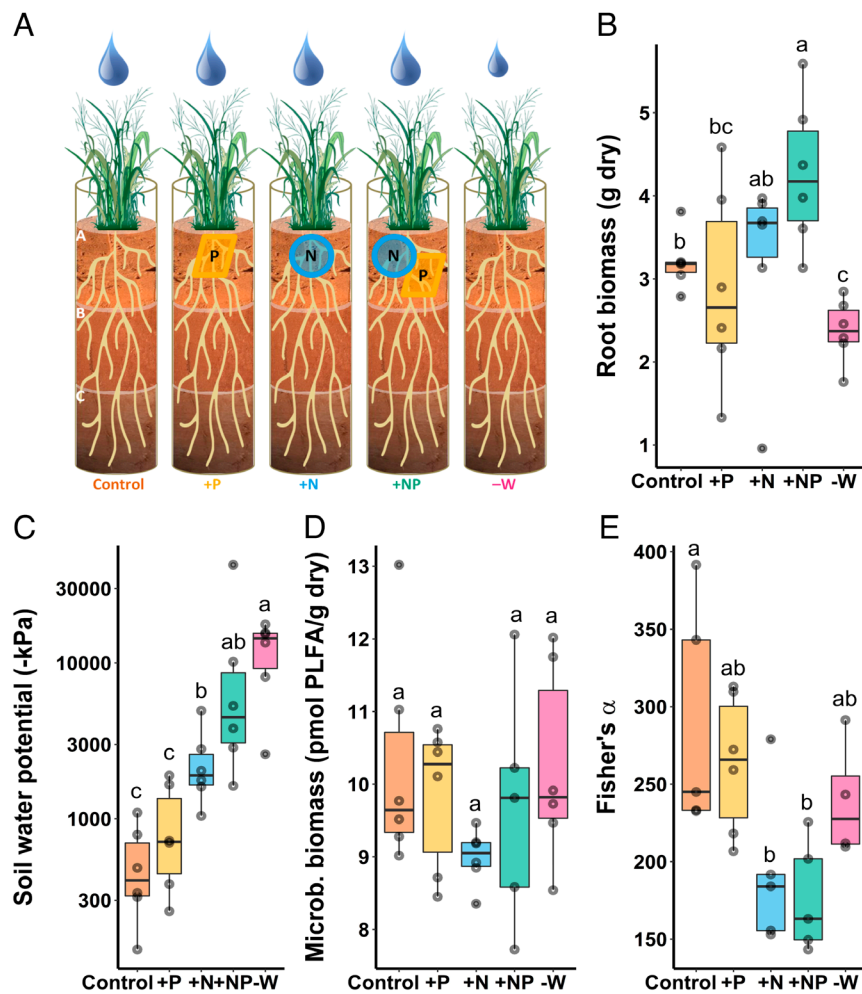 A
A
B
C
P
N
N
P
Control
+P
+N
+NP
−W
B
Root biomass (g dry)
5
4
3
2
1
b
bc
ab
a
c
Control +P +N +NP -W
C
Soil water potential (-kPa)
30000
10000
3000
1000
300
c
c
b
ab
a
Control +P +N+NP-W
D
Microb. biomass (pmol PLFA/g dry)
13
12
11
10
9
8
a
a
a
a
a
Control +P +N +NP -W
E
Fisher's α
400
350
300
250
200
150
a
ab
b
b
ab
Control +P +N +NP -W